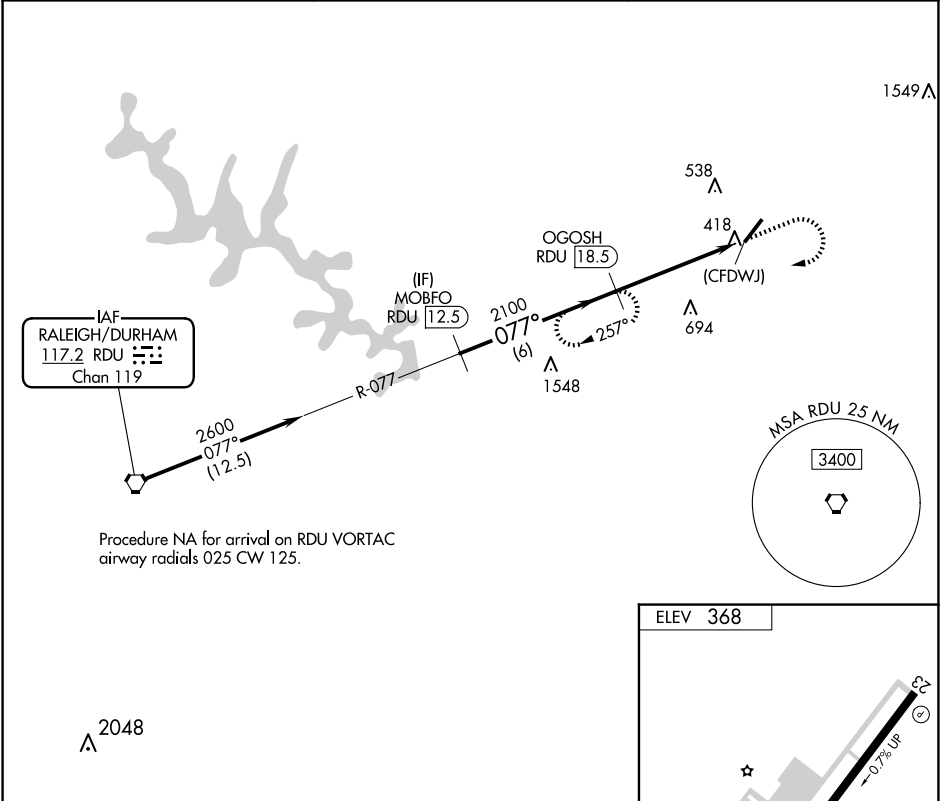 1549
538
418
(CFDWJ)
OGOSH
RDU 18.5
694
(IF)
MOBFO
RDU 12.5
2100
077°
(6)
257°
1548
IAF
RALEIGH/DURHAM
117.2 RDU
Chan 119
R-077
2600
077°
(12.5)
MSA RDU 25 NM
3400
Procedure NA for arrival on RDU VORTAC
airway radials 025 CW 125.
2048
ELEV 368
23
P
0.7% UP